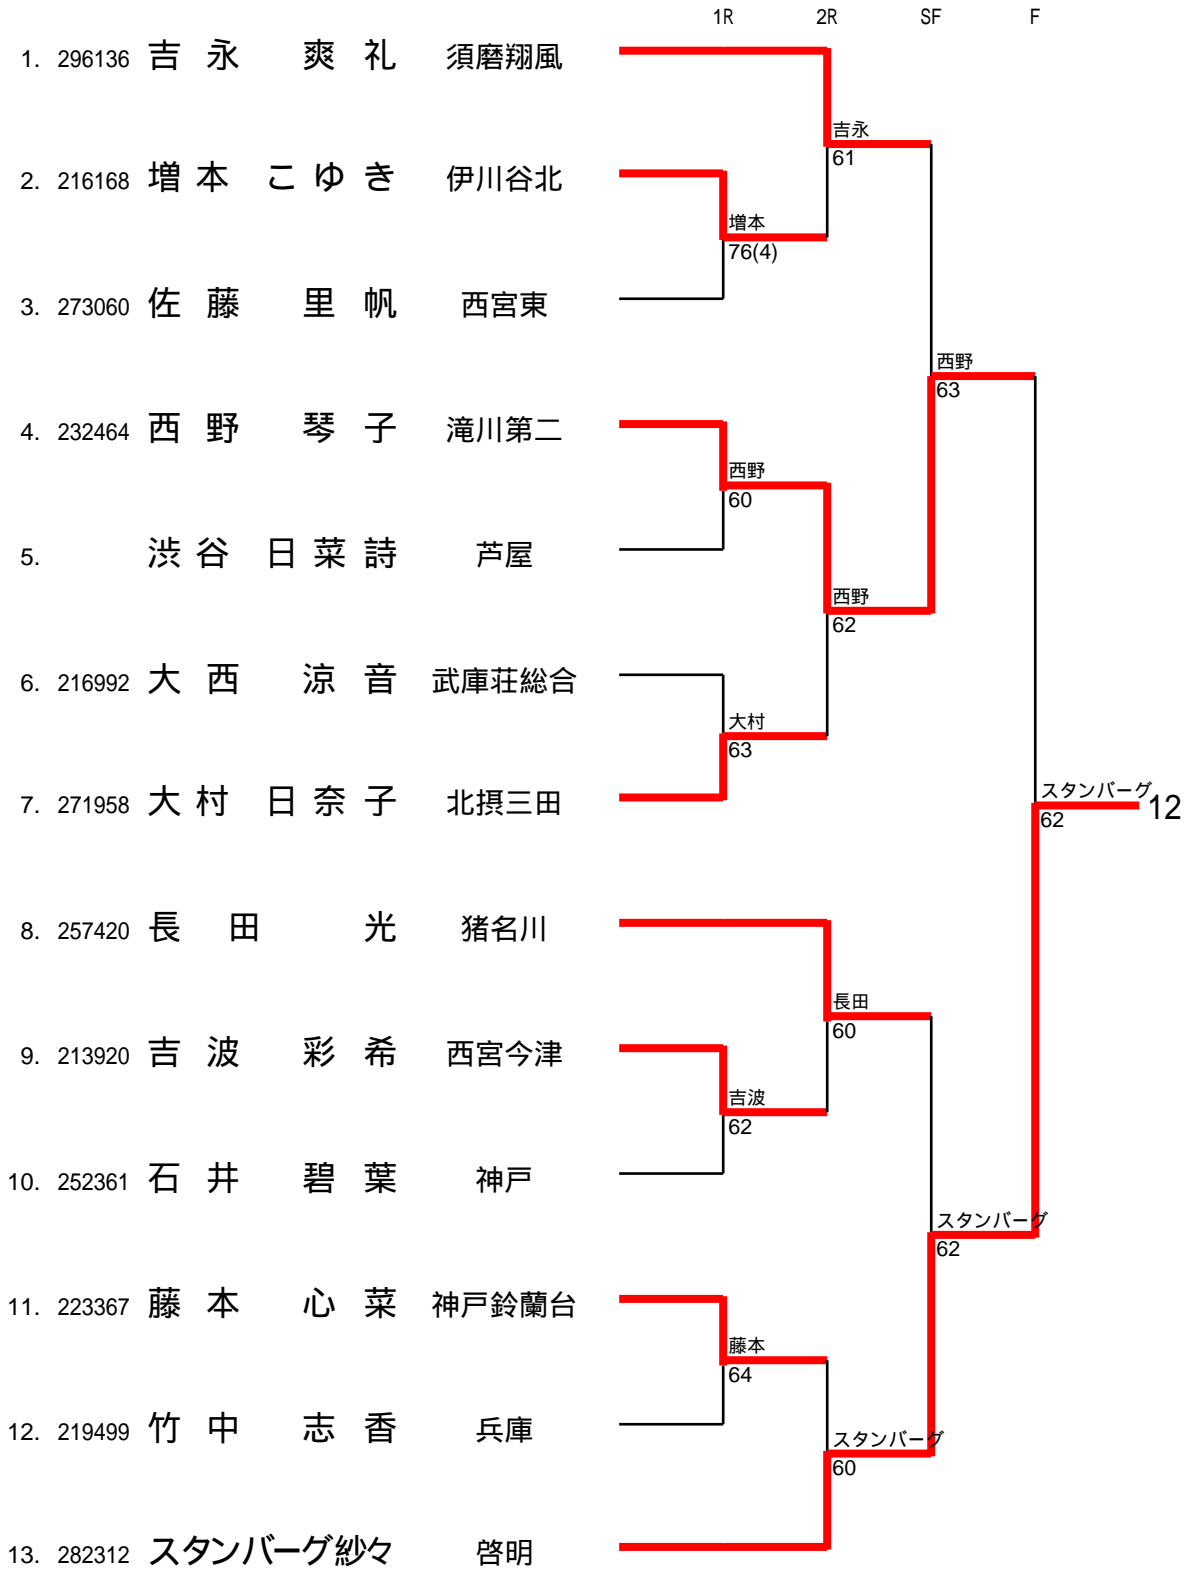 1R 2R SF F
1. 296136 吉永 爽礼 須磨翔風
吉永
61
2. 216168 増本 こゆき 伊川谷北
増本
76(4)
3. 273060 佐藤 里帆 西宮東
西野
63
4. 232464 西野 琴子 滝川第二
西野
60
5. 渋谷 日菜詩 芦屋
西野
62
6. 216992 大西 涼音 武庫荘総合
大村
63
7. 271958 大村 日奈子 北摂三田
スタンバーグ 12
62
8. 257420 長田 光 猪名川
長田
60
9. 213920 吉波 彩希 西宮今津
吉波
62
10. 252361 石井 碧葉 神戸
スタンバーグ
62
11. 223367 藤本 心菜 神戸鈴蘭台
藤本
64
12. 219499 竹中 志香 兵庫
スタンバーグ
60
13. 282312 スタンバーグ紗々 啓明